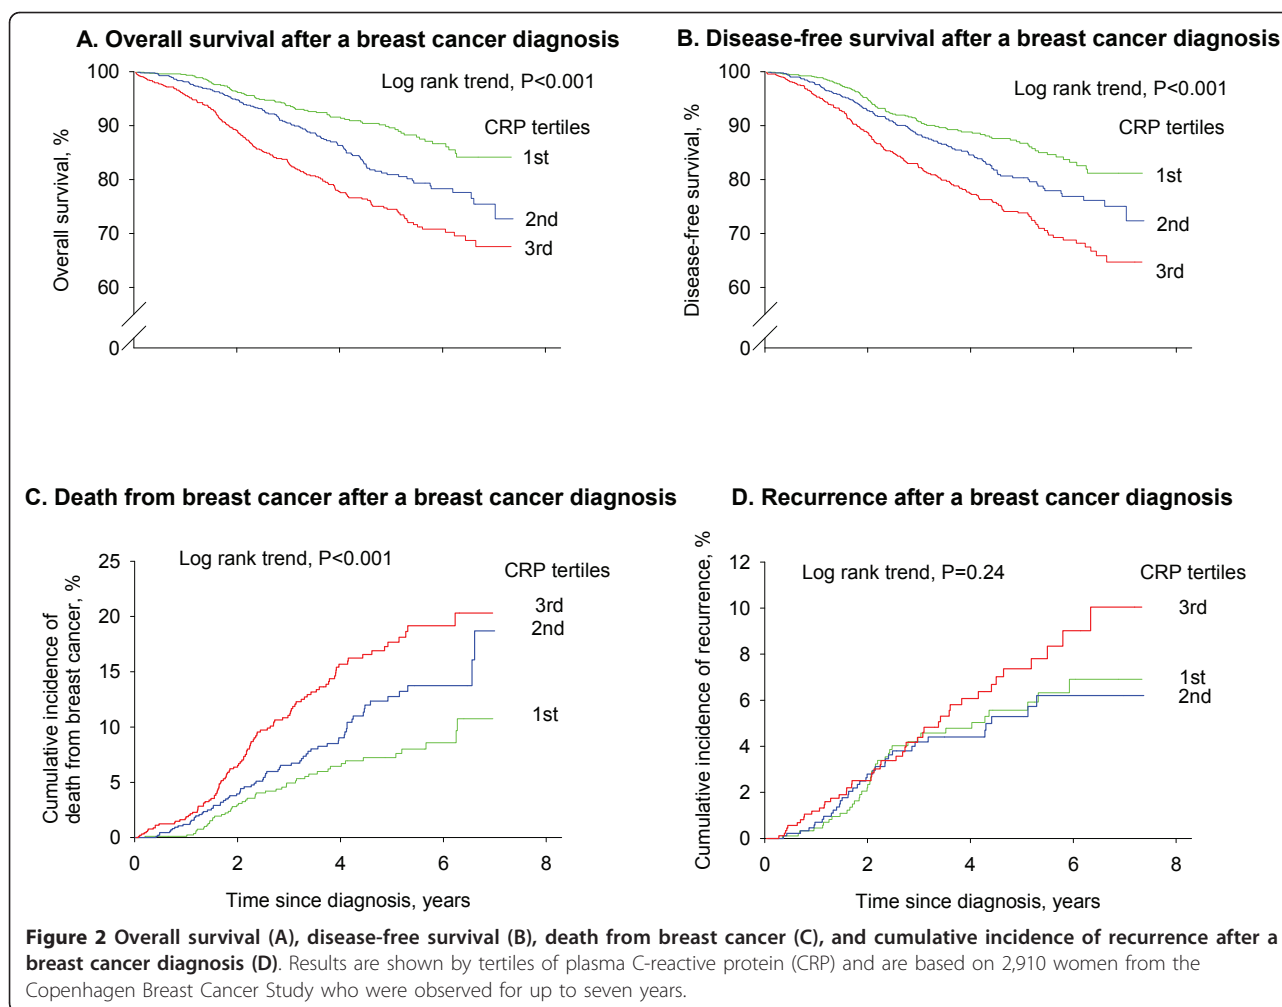 A. Overall survival after a breast cancer diagnosis
Log rank trend, P<0.001
CRP tertiles
1st
2nd
3rd
Overall survival, %
100
90
80
70
60
0
2
4
6
8
B. Disease-free survival after a breast cancer diagnosis
Log rank trend, P<0.001
CRP tertiles
1st
2nd
3rd
Disease-free survival, %
100
90
80
70
60
0
2
4
6
8
C. Death from breast cancer after a breast cancer diagnosis
Log rank trend, P<0.001
CRP tertiles
3rd
2nd
1st
Cumulative incidence of
death from breast cancer, %
25
20
15
10
5
0
0
2
4
6
8
Time since diagnosis, years
D. Recurrence after a breast cancer diagnosis
Log rank trend, P=0.24
CRP tertiles
3rd
1st
2nd
Cumulative incidence of recurrence, %
12
10
8
6
4
2
0
0
2
4
6
8
Time since diagnosis, years
Figure 2 Overall survival (A), disease-free survival (B), death from breast cancer (C), and cumulative incidence of recurrence after a
breast cancer diagnosis (D). Results are shown by tertiles of plasma C-reactive protein (CRP) and are based on 2,910 women from the
Copenhagen Breast Cancer Study who were observed for up to seven years.